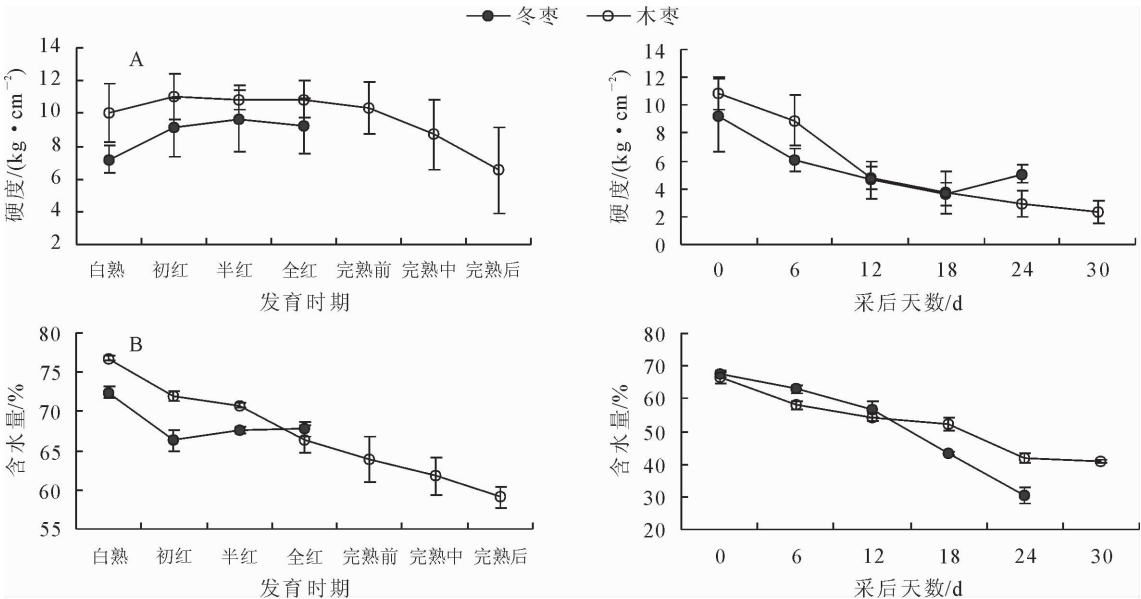 冬枣 木枣
A
硬度/(kg·cm⁻²)
14
12
10
8
6
4
2
白熟 初红 半红 全红 完熟前 完熟中 完熟后
发育时期
硬度/(kg·cm⁻²)
14
12
10
8
6
4
2
0
0 6 12 18 24 30
采后天数/d
B
含水量/%
80
75
70
65
60
55
白熟 初红 半红 全红 完熟前 完熟中 完熟后
发育时期
含水量/%
80
70
60
50
40
30
20
0 6 12 18 24 30
采后天数/d